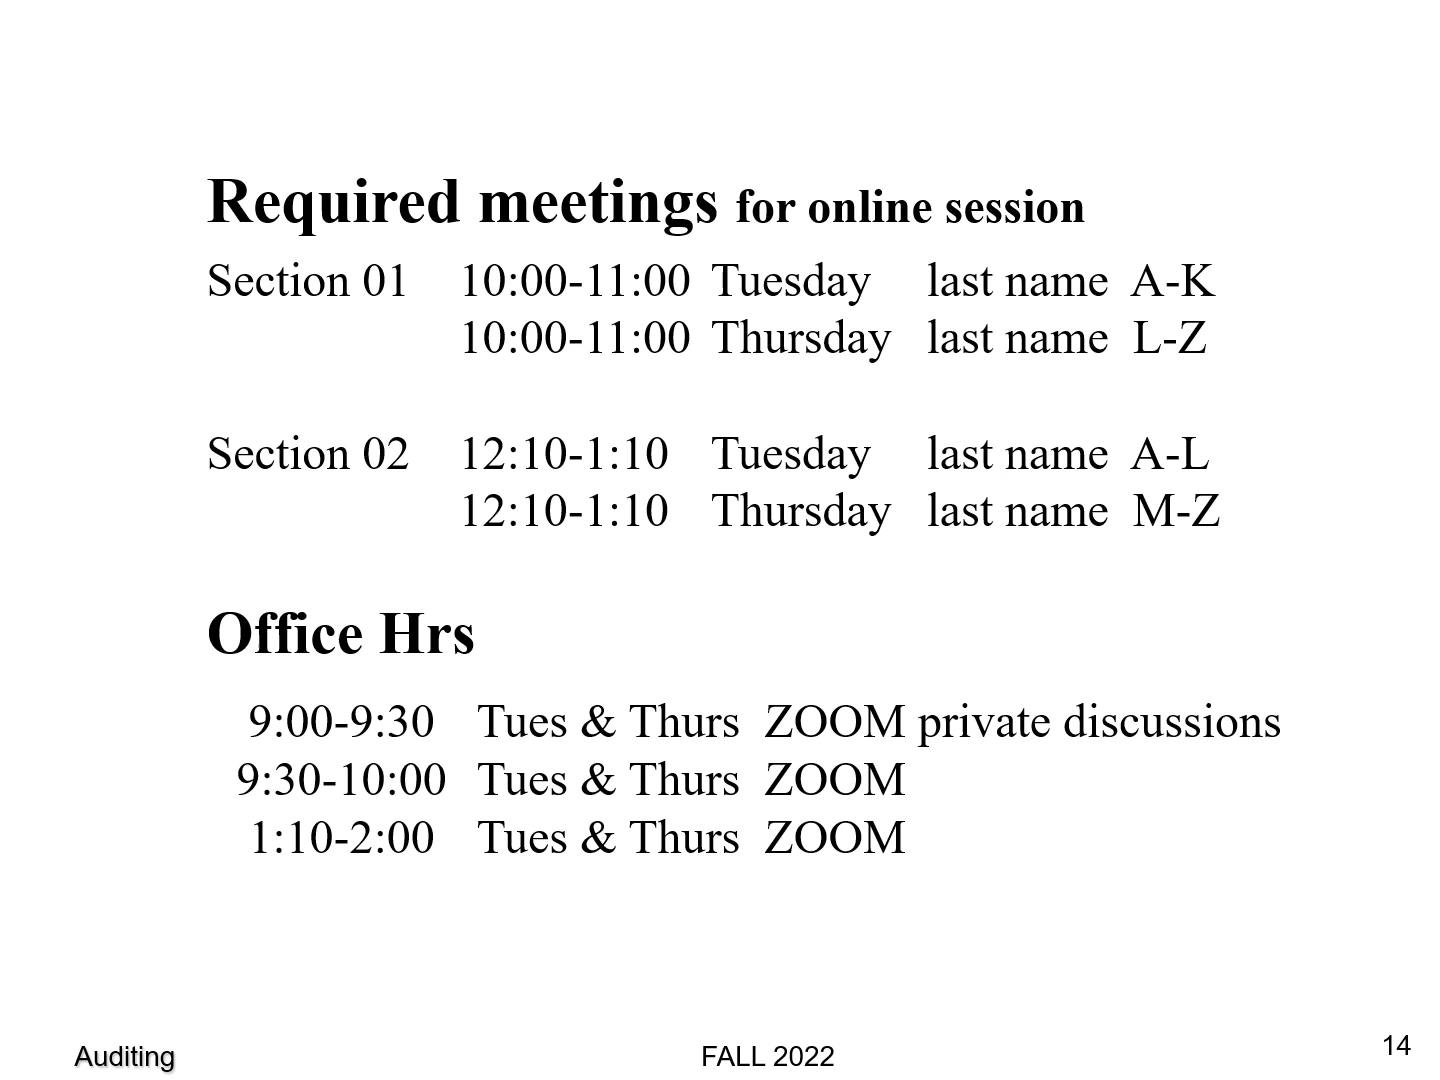 Required meetings for online session
Section 01 10:00-11:00 Tuesday last name A-K
10:00-11:00 Thursday last name L-Z
Section 02 12:10-1:10 Tuesday last name A-L
12:10-1:10 Thursday last name M-Z
Office Hrs
9:00-9:30 Tues & Thurs ZOOM private discussions
9:30-10:00 Tues & Thurs ZOOM
1:10-2:00 Tues & Thurs ZOOM
Auditing FALL 2022 14